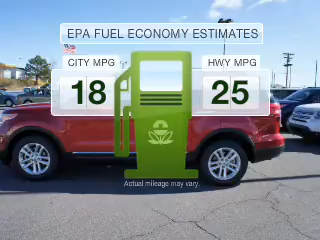 EPA FUEL ECONOMY ESTIMATES
CITY MPG HWY MPG
18 25
Actual mileage may vary.